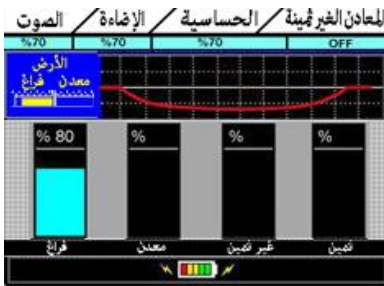 المعادن الغير ثمينة / الحساسية / الإضاءة / الصوت
OFF %70 %70 %70
الأرض
معدن فراغ
% 80 % % %
فراغ معدن غير ثمين ثمين